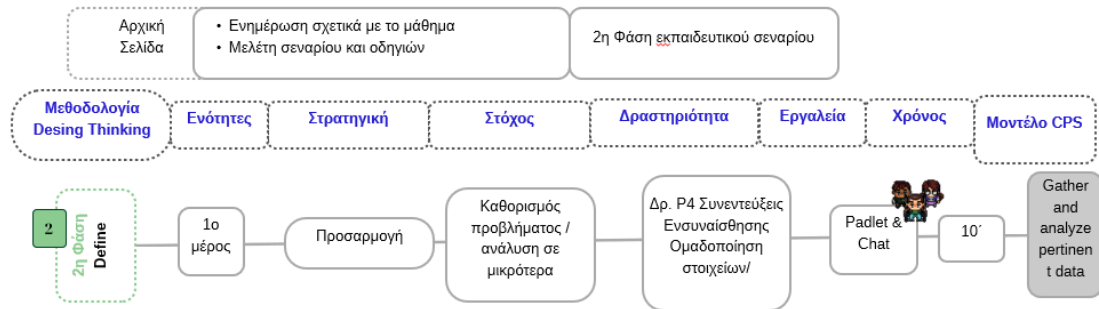 Αρχική
Σελίδα
• Ενημέρωση σχετικά με το μάθημα
• Μελέτη σεναρίου και οδηγιών
2η Φάση εκπαιδευτικού σεναρίου
Μεθοδολογία
Desing Thinking
Ενότητες
Στρατηγική
Στόχος
Δραστηριότητα
Εργαλεία
Χρόνος
Μοντέλο CPS
2
2η Φάση
Define
1ο
μέρος
Προσαρμογή
Καθορισμός
προβλήματος /
ανάλυση σε
μικρότερα
Δρ. P4 Συνεντεύξεις
Ενσυναίσθησης
Ομαδοποίηση
στοιχείων/
Padlet &
Chat
10΄
Gather
and
analyze
pertinen
t data